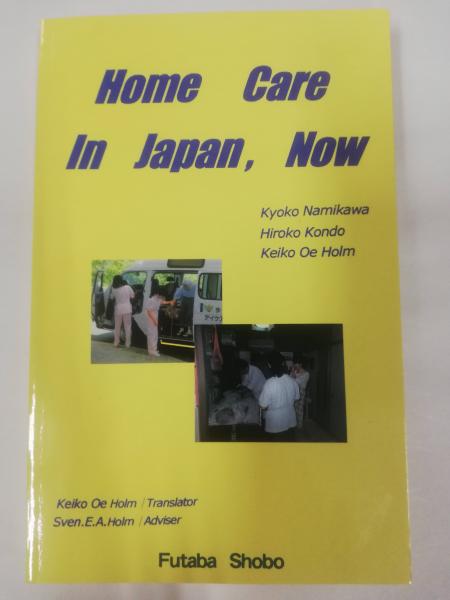 Home Care
In Japan, Now
Kyoko Namikawa
Hiroko Kondo
Keiko Oe Holm
Keiko Oe Holm / Translator
Sven.E.A.Holm / Adviser
Futaba Shobo